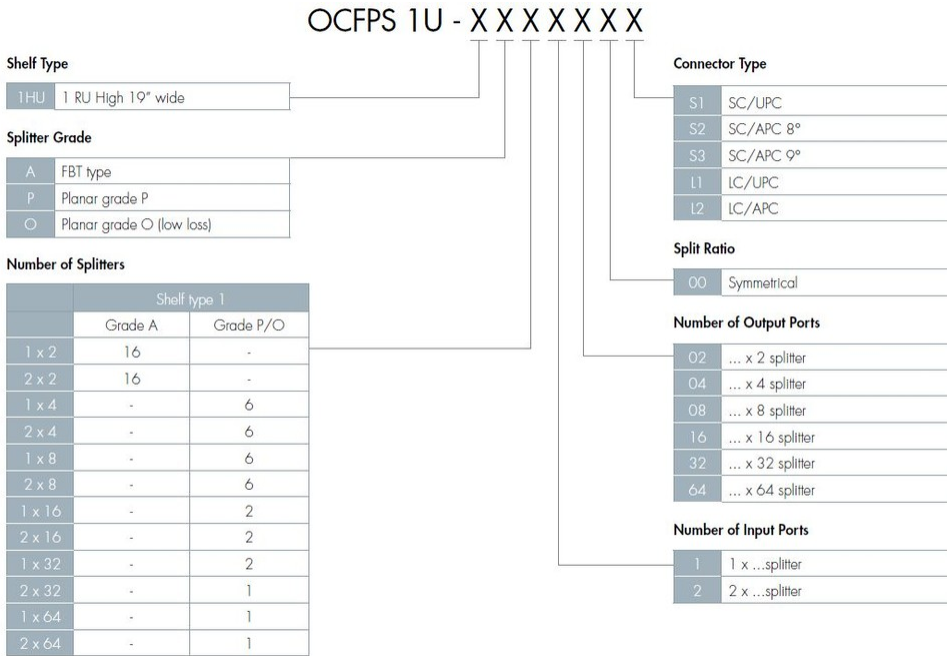 OCFPS 1U - X X X X X X X
Shelf Type
1HU 1 RU High 19” wide
Splitter Grade
A FBT type
P Planar grade P
O Planar grade O (low loss)
Number of Splitters
Shelf type 1
Grade A Grade P/O
1 x 2 16 -
2 x 2 16 -
1 x 4 - 6
2 x 4 - 6
1 x 8 - 6
2 x 8 - 6
1 x 16 - 2
2 x 16 - 2
1 x 32 - 2
2 x 32 - 1
1 x 64 - 1
2 x 64 - 1
Connector Type
S1 SC/UPC
S2 SC/APC 8°
S3 SC/APC 9°
L1 LC/UPC
L2 LC/APC
Split Ratio
00 Symmetrical
Number of Output Ports
02 ... x 2 splitter
04 ... x 4 splitter
08 ... x 8 splitter
16 ... x 16 splitter
32 ... x 32 splitter
64 ... x 64 splitter
Number of Input Ports
1 1 x ...splitter
2 2 x ...splitter